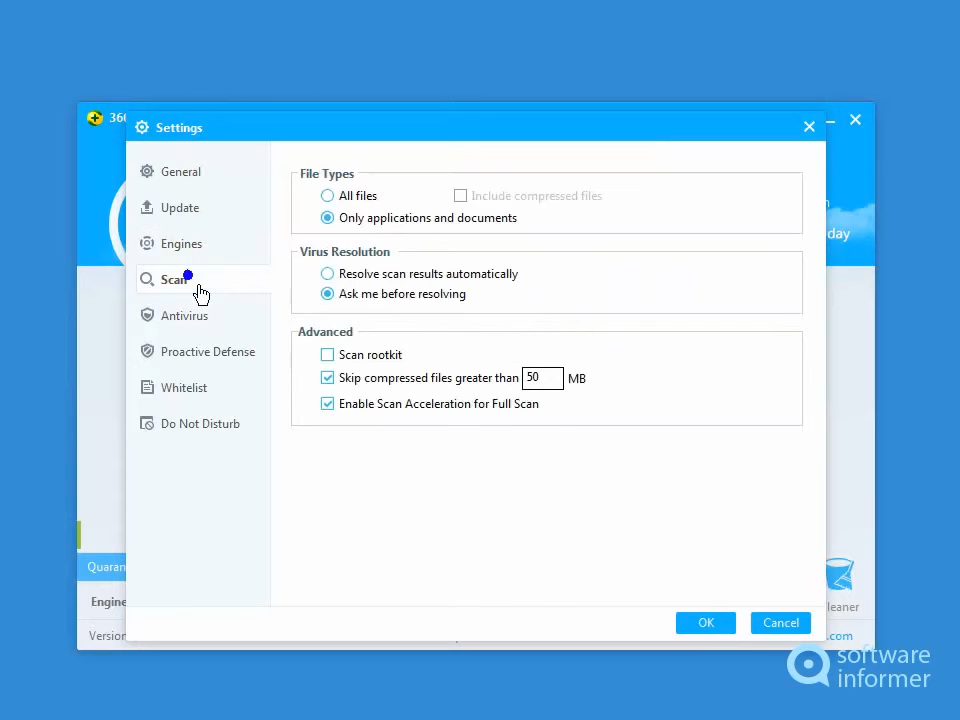 360
Settings
General
Update
Engines
Scan
Antivirus
Proactive Defense
Whitelist
Do Not Disturb
File Types
All files
Include compressed files
Only applications and documents
Virus Resolution
Resolve scan results automatically
Ask me before resolving
Advanced
Scan rootkit
Skip compressed files greater than 50 MB
Enable Scan Acceleration for Full Scan
day
Quaran
Engine
Version
OK
Cancel
leaner
.com
software
informer